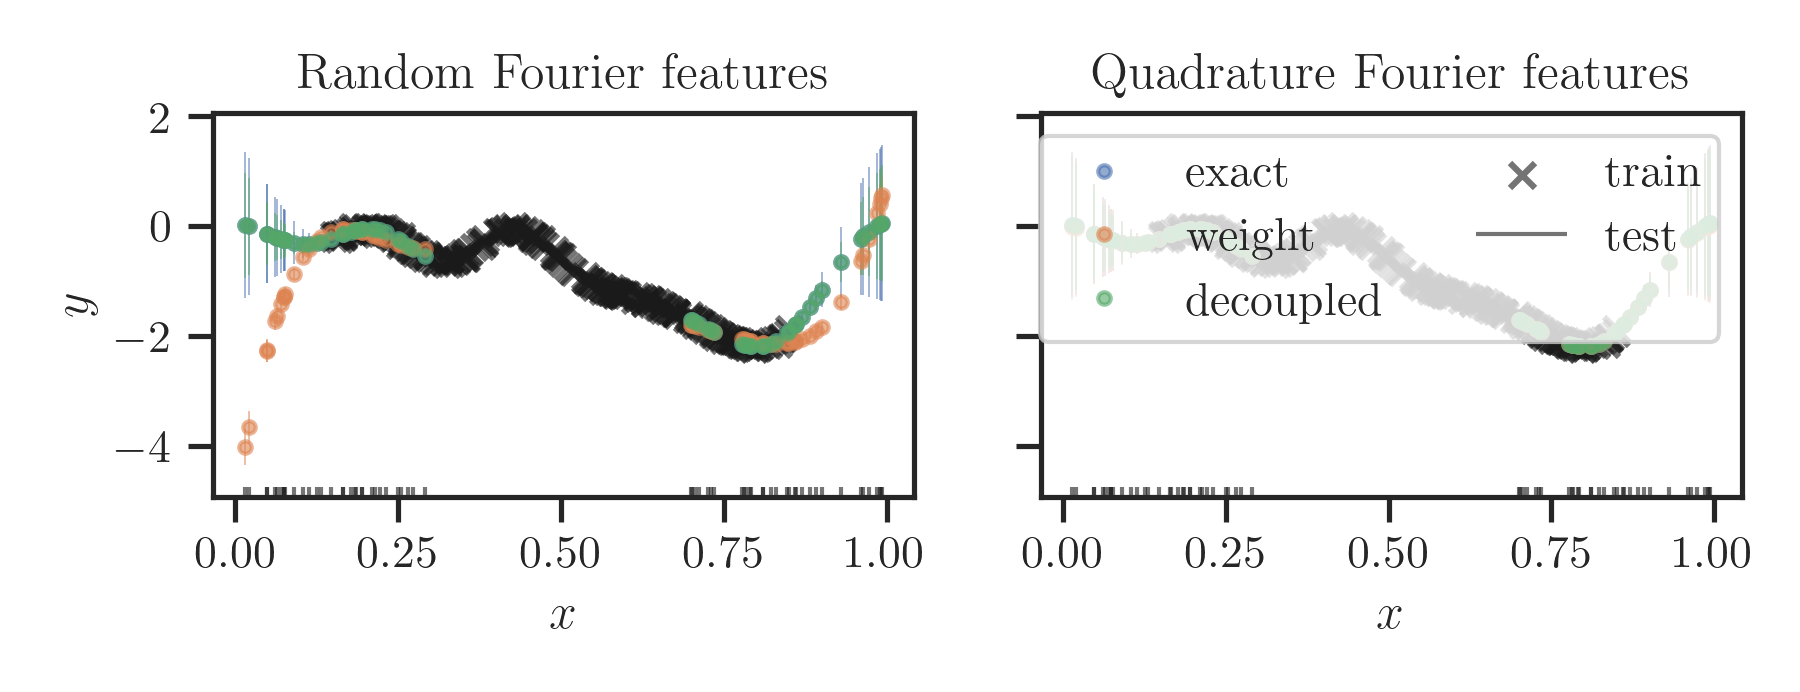 Random Fourier features
Quadrature Fourier features
2
0
−2
−4
y
0.00 0.25 0.50 0.75 1.00
x
exact
weight
decoupled
train
test
0.00 0.25 0.50 0.75 1.00
x